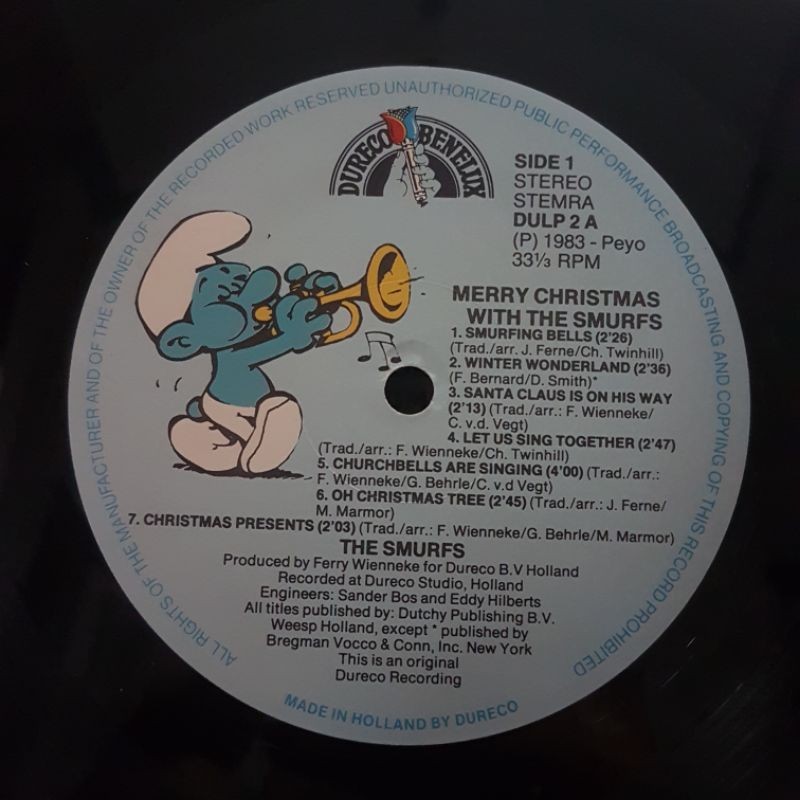 ALL RIGHTS OF THE MANUFACTURER AND OF THE OWNER OF THE RECORDED WORK RESERVED UNAUTHORIZED PUBLIC PERFORMANCE BROADCASTING AND COPYING OF THIS RECORD PROHIBITED
DURECO BENELUX
SIDE 1
STEREO
STEMRA
DULP 2 A
(P) 1983 - Peyo
33⅓ RPM
MERRY CHRISTMAS
WITH THE SMURFS
1. SMURFING BELLS (2'26)
(Trad./arr. J. Ferne/Ch. Twinhill)
2. WINTER WONDERLAND (2'36)
(F. Bernard/D. Smith)*
3. SANTA CLAUS IS ON HIS WAY
(2'13) (Trad./arr.: F. Wienneke/
C. v.d. Vegt)
4. LET US SING TOGETHER (2'47)
(Trad./arr.: F. Wienneke/Ch. Twinhill)
5. CHURCHBELLS ARE SINGING (4'00) (Trad./arr.:
F. Wienneke/G. Behrle/C. v.d Vegt)
6. OH CHRISTMAS TREE (2'45) (Trad./arr.: J. Ferne/
M. Marmor)
7. CHRISTMAS PRESENTS (2'03) (Trad./arr.: F. Wienneke/G. Behrle/M. Marmor)
THE SMURFS
Produced by Ferry Wienneke for Dureco B.V Holland
Recorded at Dureco Studio, Holland
Engineers: Sander Bos and Eddy Hilberts
All titles published by: Dutchy Publishing B.V.
Weesp Holland, except * published by
Bregman Vocco & Conn, Inc. New York
This is an original
Dureco Recording
MADE IN HOLLAND BY DURECO